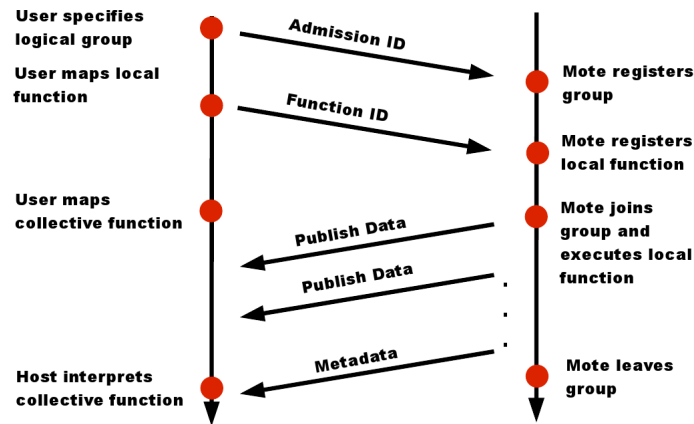 User specifies
logical group
Admission ID
User maps local
function
Mote registers
group
Function ID
Mote registers
local function
User maps
collective function
Mote joins
group and
executes local
function
Publish Data
Publish Data
Metadata
Host interprets
collective function
Mote leaves
group